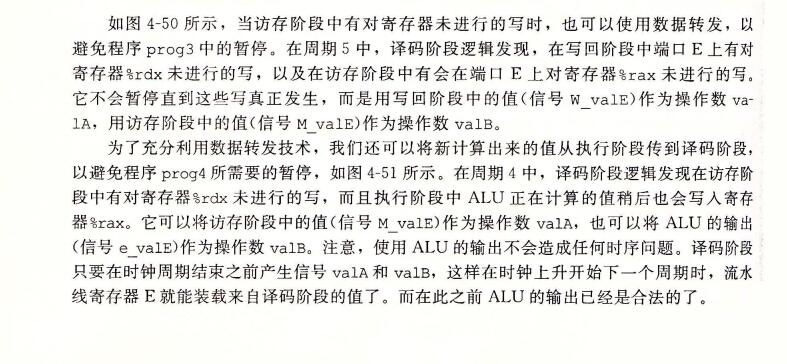 如图 4-50 所示，当访存阶段中有对寄存器未进行的写时，也可以使用数据转发，以
避免程序 prog3 中的暂停。在周期 5 中，译码阶段逻辑发现，在写回阶段中端口 E 上有对
寄存器%rdx 未进行的写，以及在访存阶段中有会在端口 E 上对寄存器%rax 未进行的写。
它不会暂停直到这些写真正发生，而是用写回阶段中的值(信号 W_valE)作为操作数 va-
lA，用访存阶段中的值(信号 M_valE)作为操作数 valB。
为了充分利用数据转发技术，我们还可以将新计算出来的值从执行阶段传到译码阶段，
以避免程序 prog4 所需要的暂停，如图 4-51 所示。在周期 4 中，译码阶段逻辑发现在访存阶
段中有对寄存器%rdx 未进行的写，而且执行阶段中 ALU 正在计算的值稍后也会写入寄存
器%rax。它可以将访存阶段中的值(信号 M_valE)作为操作数 valA，也可以将 ALU 的输出
(信号 e_valE)作为操作数 valB。注意，使用 ALU 的输出不会造成任何时序问题。译码阶段
只要在时钟周期结束之前产生信号 valA 和 valB，这样在时钟上升开始下一个周期时，流水
线寄存器 E 就能装载来自译码阶段的值了。而在此之前 ALU 的输出已经是合法的了。